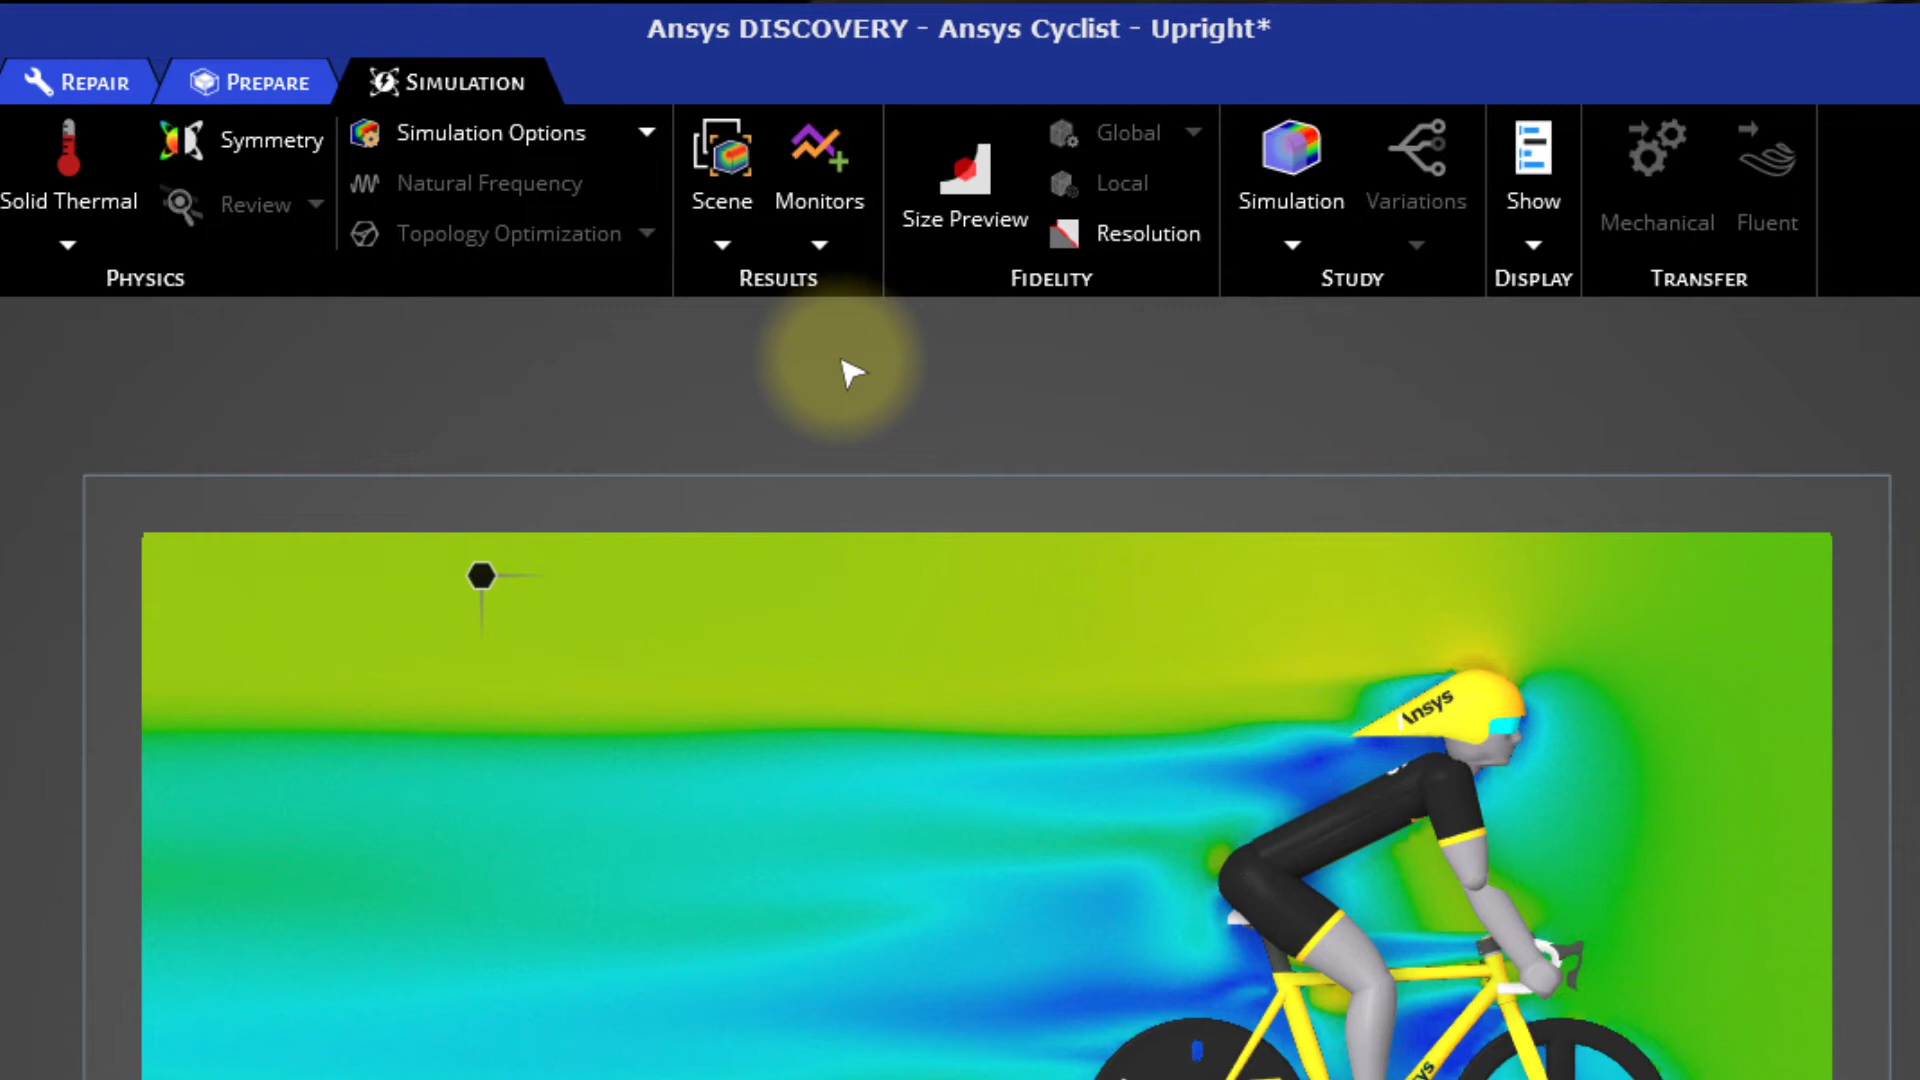 Ansys DISCOVERY - Ansys Cyclist - Upright*
REPAIR
PREPARE
SIMULATION
Solid Thermal
Symmetry
Review
PHYSICS
Simulation Options
Natural Frequency
Topology Optimization
Scene
Monitors
RESULTS
Size Preview
Global
Local
Resolution
FIDELITY
Simulation
Variations
STUDY
Show
DISPLAY
Mechanical
Fluent
TRANSFER
Ansys